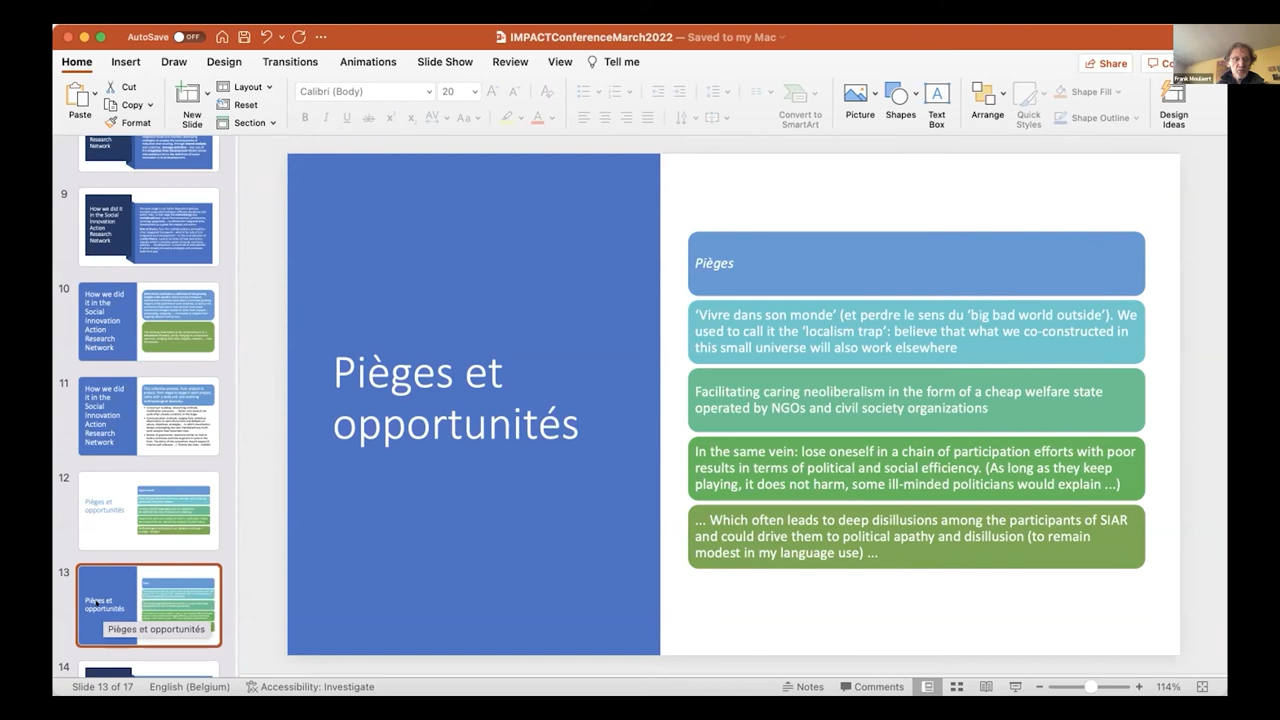 AutoSave OFF
IMPACTConferenceMarch2022 — Saved to my Mac
Home Insert Draw Design Transitions Animations Slide Show Review View Tell me
Share Co
Frank Moulaert
Paste
Cut
Copy
Format
New
Slide
Layout
Reset
Section
Calibri (Body) 20
Convert to
SmartArt
Picture
Shapes
Text
Box
Arrange
Quick
Styles
Shape Fill
Shape Outline
Design
Ideas
Research
Network
9
How we did it
in the Social
Innovation
Action
Research
Network
10
How we did
it in the
Social
Innovation
Action
Research
Network
11
How we did
it in the
Social
Innovation
Action
Research
Network
12
Pièges et
opportunités
13
Pièges et
opportunités
Pièges et opportunités
14
Pièges et
opportunités
Pièges
‘Vivre dans son monde’ (et perdre le sens du ‘big bad world outside’). We
used to call it the ‘localism trap’: believe that what we co-constructed in
this small universe will also work elsewhere
Facilitating caring neoliberalism in the form of a cheap welfare state
operated by NGOs and civil society organizations
In the same vein: lose oneself in a chain of participation efforts with poor
results in terms of political and social efficiency. (As long as they keep
playing, it does not harm, some ill-minded politicians would explain ...)
... Which often leads to deep disillusions among the participants of SIAR
and could drive them to political apathy and disillusion (to remain
modest in my language use) ...
Slide 13 of 17 English (Belgium) Accessibility: Investigate
Notes Comments 114%